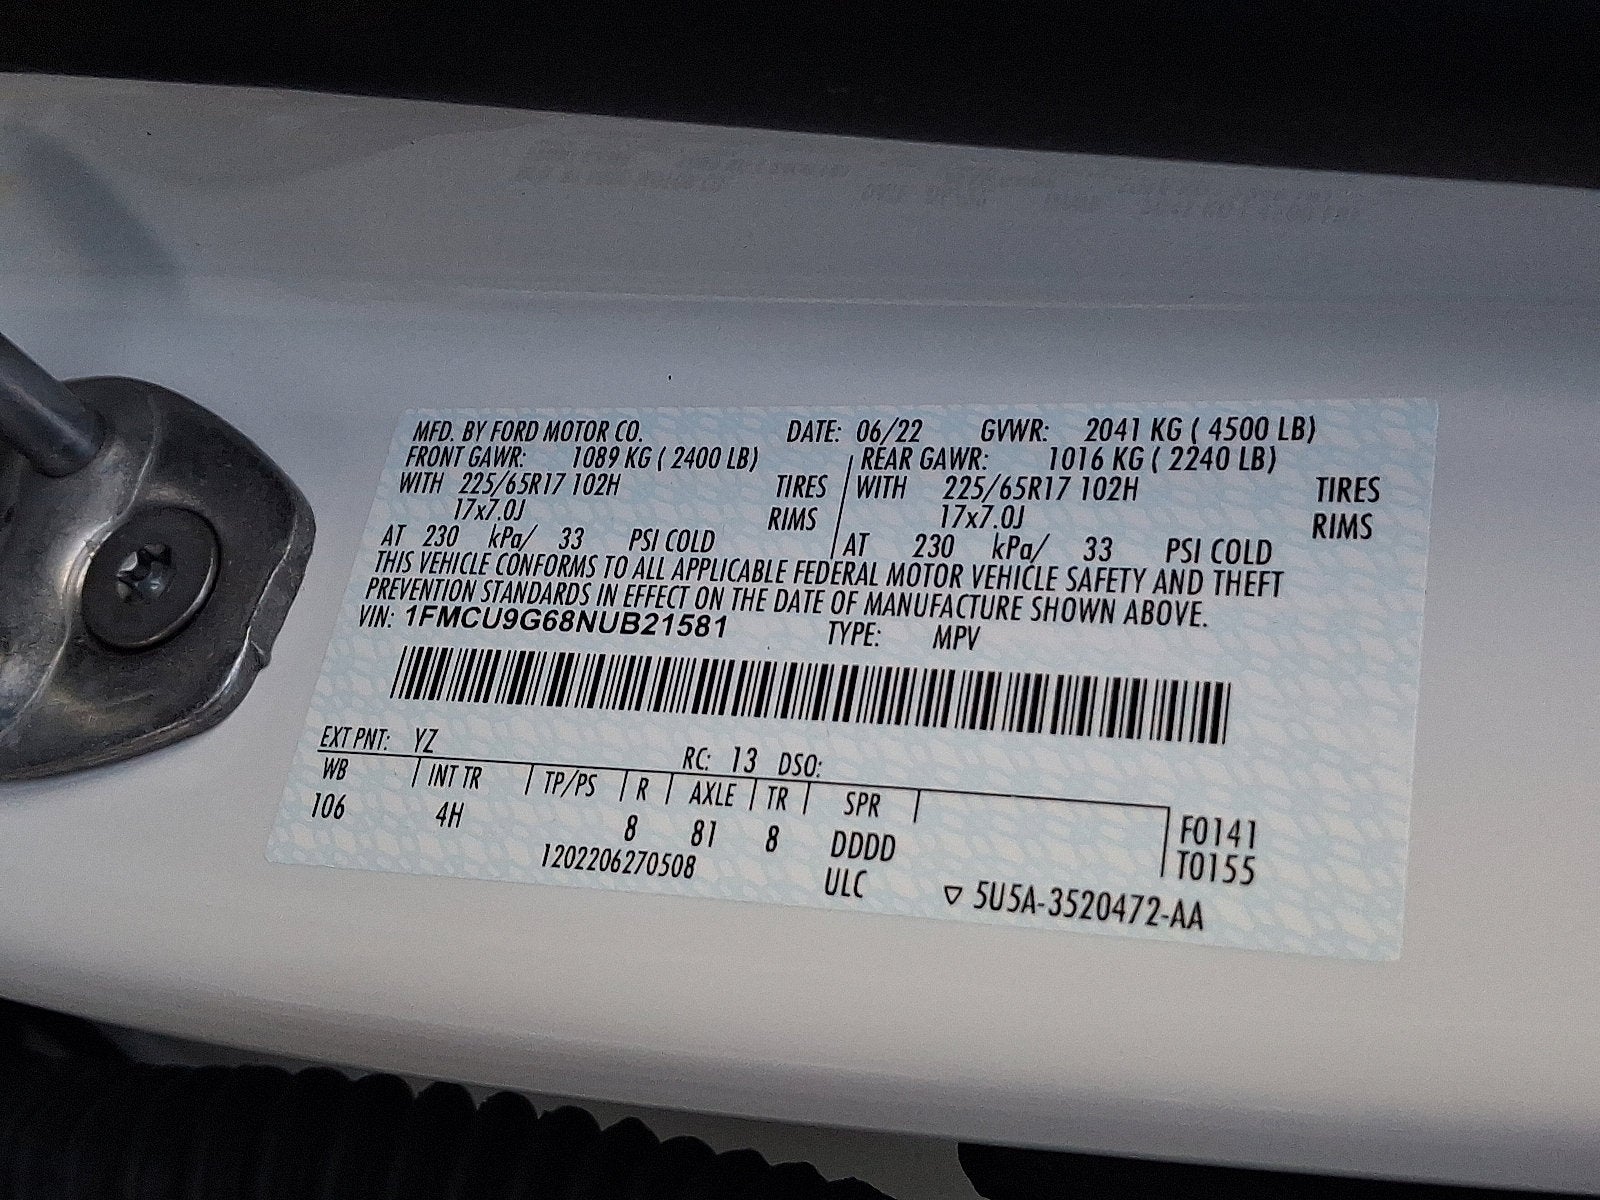 MFD. BY FORD MOTOR CO. DATE: 06/22 GVWR: 2041 KG ( 4500 LB)
FRONT GAWR: 1089 KG ( 2400 LB) REAR GAWR: 1016 KG ( 2240 LB)
WITH 225/65R17 102H TIRES WITH 225/65R17 102H TIRES
17x7.0J RIMS 17x7.0J RIMS
AT 230 kPa/ 33 PSI COLD AT 230 kPa/ 33 PSI COLD
THIS VEHICLE CONFORMS TO ALL APPLICABLE FEDERAL MOTOR VEHICLE SAFETY AND THEFT
PREVENTION STANDARDS IN EFFECT ON THE DATE OF MANUFACTURE SHOWN ABOVE.
VIN: 1FMCU9G68NUB21581 TYPE: MPV
EXT PNT: YZ RC: 13 DSO:
WB INT TR TP/PS R AXLE TR SPR
106 4H 8 81 8 DDDD F0141
1202206270508 ULC T0155
5U5A-3520472-AA